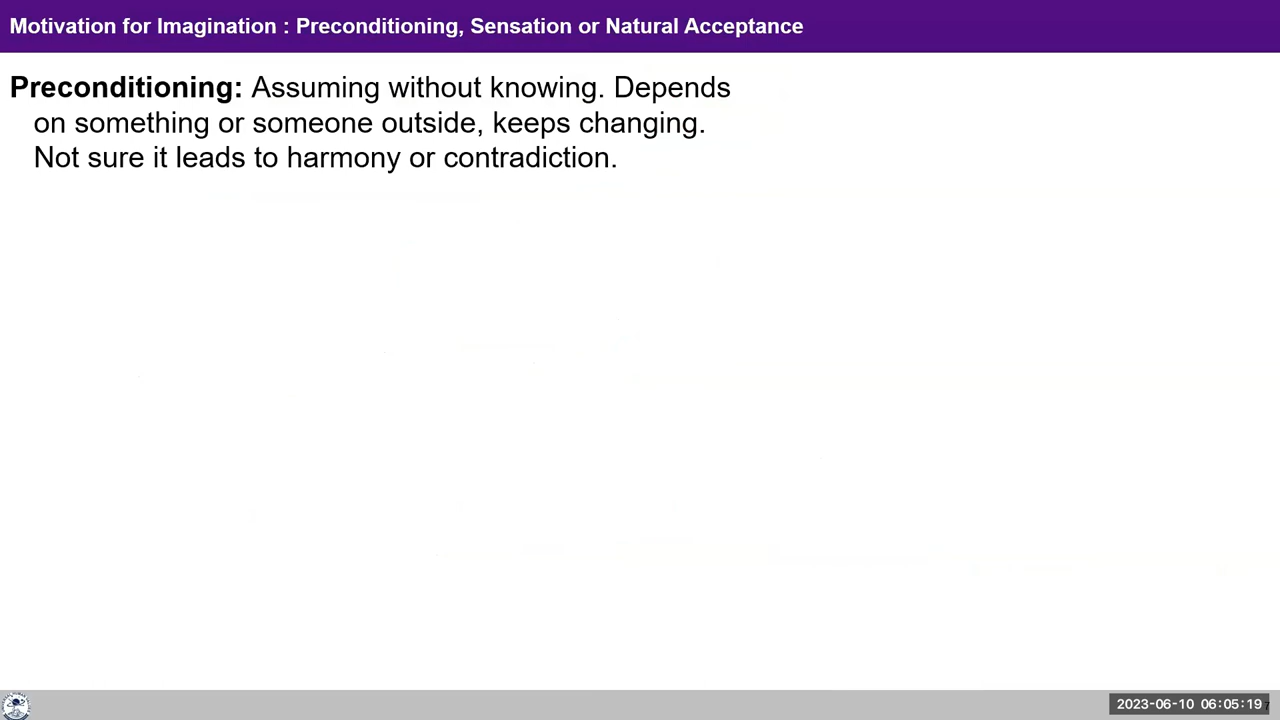 Motivation for Imagination : Preconditioning, Sensation or Natural Acceptance
Preconditioning: Assuming without knowing. Depends
on something or someone outside, keeps changing.
Not sure it leads to harmony or contradiction.
2023-06-10 06:05:19
7